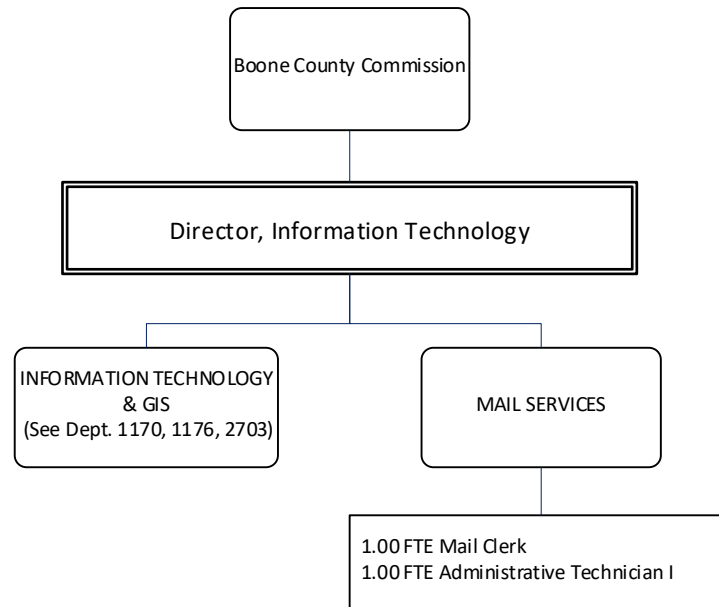 Boone County Commission
Director, Information Technology
INFORMATION TECHNOLOGY
& GIS
(See Dept. 1170, 1176, 2703)
MAIL SERVICES
1.00 FTE Mail Clerk
1.00 FTE Administrative Technician I